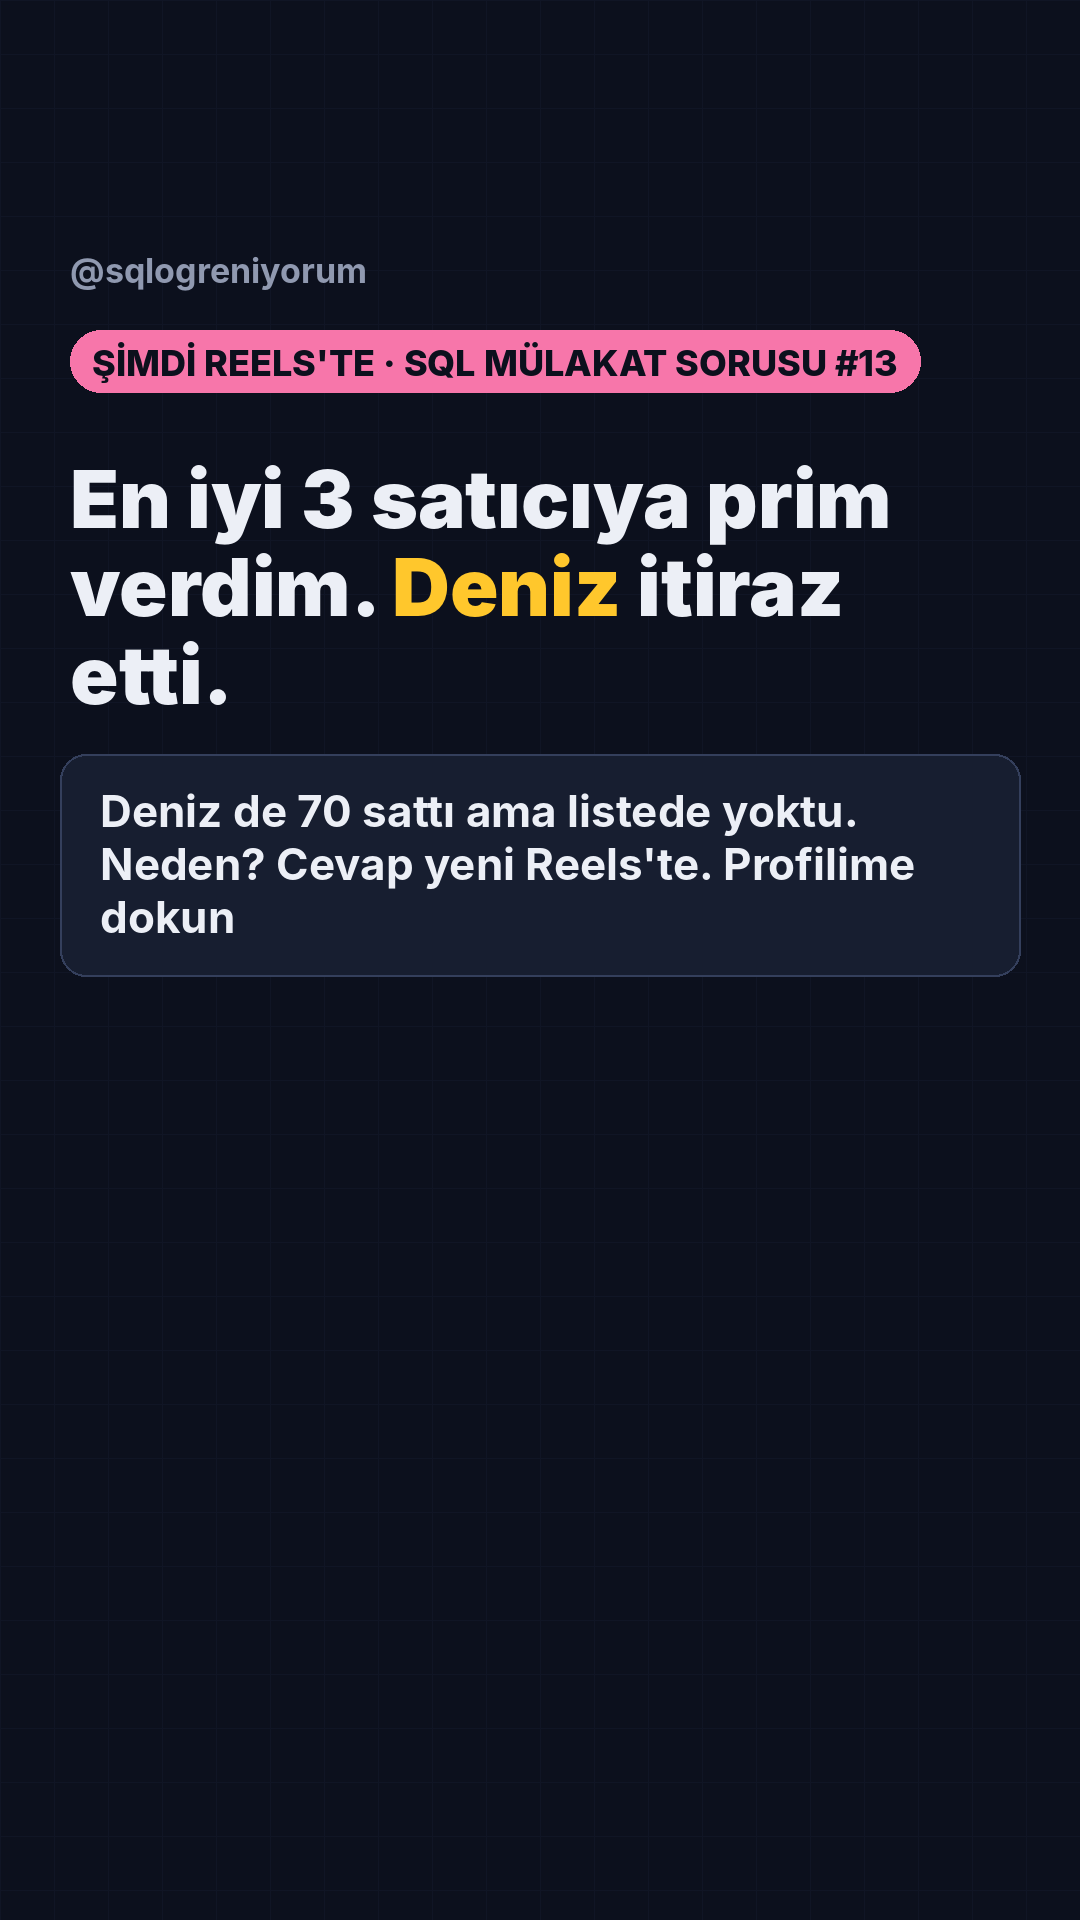 @sqlogreniyorum
ŞİMDİ REELS'TE · SQL MÜLAKAT SORUSU #13
En iyi 3 satıcıya prim
verdim. Deniz itiraz
etti.
Deniz de 70 sattı ama listede yoktu.
Neden? Cevap yeni Reels'te. Profilime
dokun